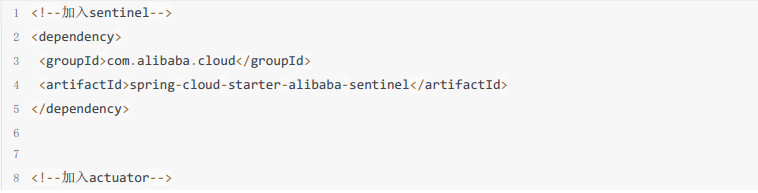 1 <!--加入sentinel-->
2 <dependency>
3 <groupId>com.alibaba.cloud</groupId>
4 <artifactId>spring-cloud-starter-alibaba-sentinel</artifactId>
5 </dependency>
6
7
8 <!--加入actuator-->